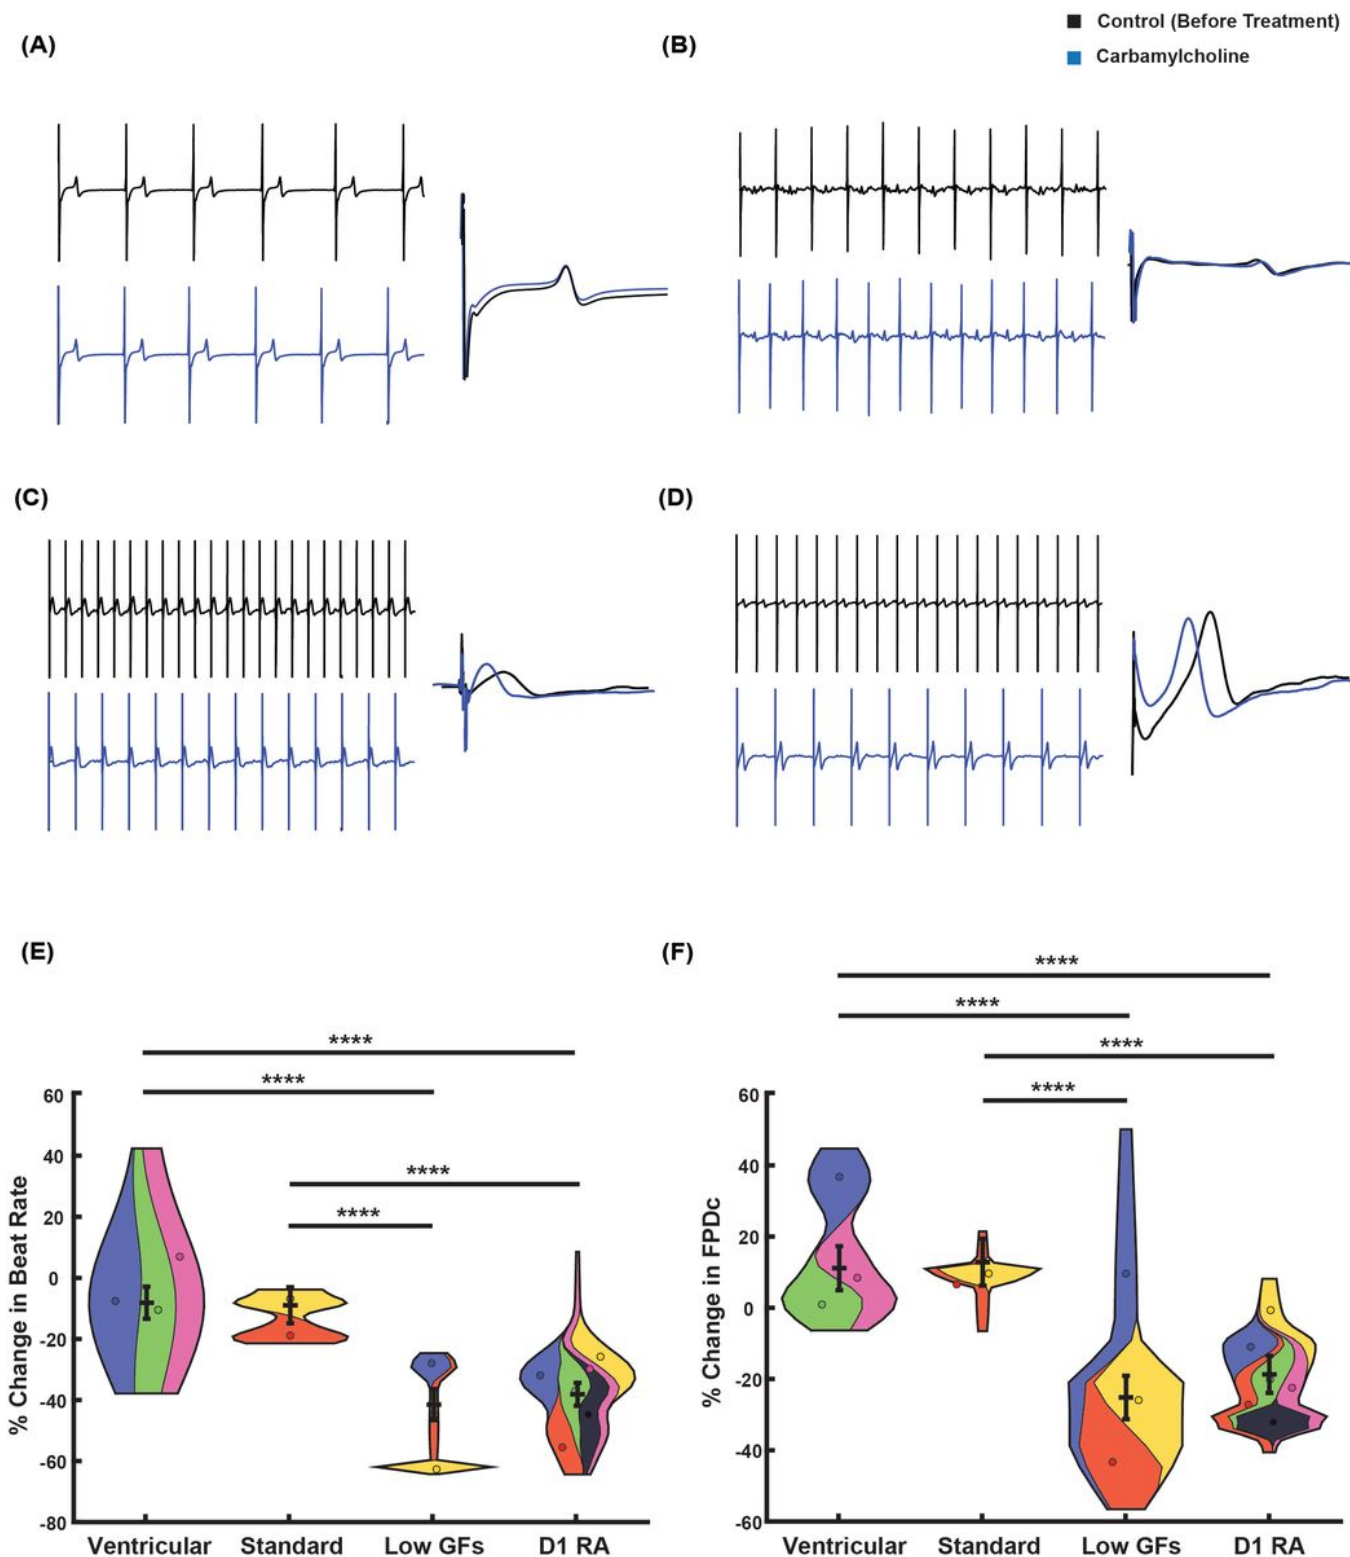 Control (Before Treatment)
Carbamylcholine
(A)
(B)
(C)
(D)
(E)
****
****
****
****
60
40
20
0
-20
-40
-60
-80
% Change in Beat Rate
Ventricular Standard Low GFs D1 RA
(F)
****
****
****
****
60
40
20
0
-20
-40
-60
% Change in FPDc
Ventricular Standard Low GFs D1 RA